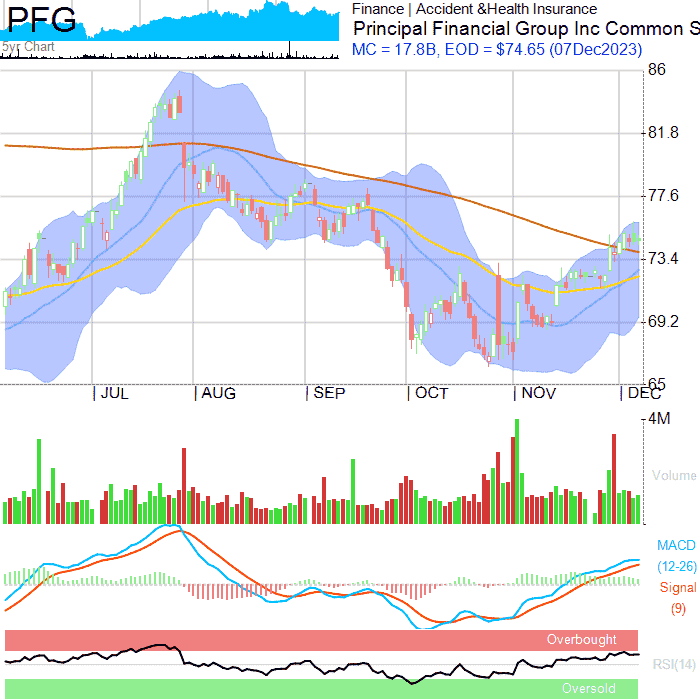 PFG
5yr Chart
Finance | Accident &Health Insurance
Principal Financial Group Inc Common S
MC = 17.8B, EOD = $74.65 (07Dec2023)
86
81.8
77.6
73.4
69.2
65
JUL AUG SEP OCT NOV DEC
4M
Volume
MACD
(12-26)
Signal
(9)
Overbought
RSI(14)
Oversold